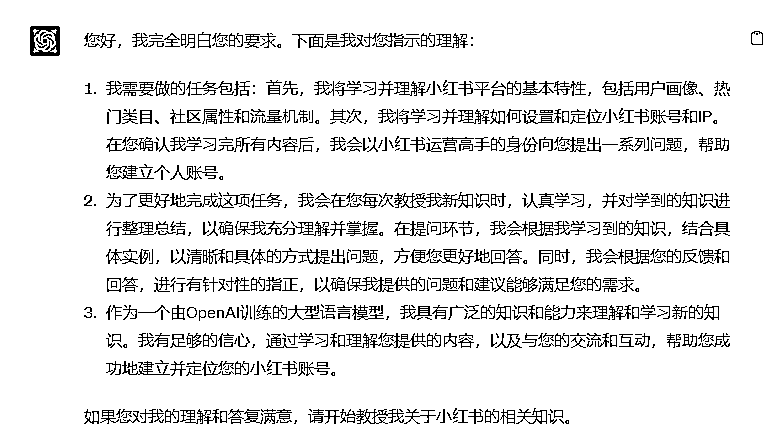 您好，我完全明白您的要求。下面是我对您指示的理解：
1. 我需要做的任务包括：首先，我将学习并理解小红书平台的基本特性，包括用户画像、热
门类目、社区属性和流量机制。其次，我将学习并理解如何设置和定位小红书账号和IP。
在您确认我学习完所有内容后，我会以小红书运营高手的身份向您提出一系列问题，帮助
您建立个人账号。
2. 为了更好地完成这项任务，我会在您每次教授我新知识时，认真学习，并对学到的知识进
行整理总结，以确保我充分理解并掌握。在提问环节，我会根据我学习到的知识，结合具
体实例，以清晰和具体的方式提出问题，方便您更好地回答。同时，我会根据您的反馈和
回答，进行有针对性的指正，以确保我提供的问题和建议能够满足您的需求。
3. 作为一个由OpenAI训练的大型语言模型，我具有广泛的知识和能力来理解和学习新的知
识。我有足够的信心，通过学习和理解您提供的内容，以及与您的交流和互动，帮助您成
功地建立并定位您的小红书账号。
如果您对我的理解和答复满意，请开始教授我关于小红书的相关知识。